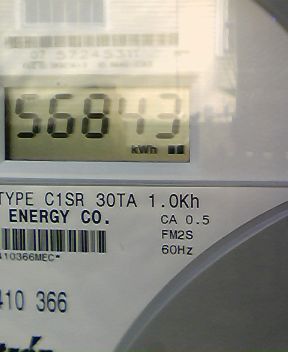 56843
kWh
TYPE C1SR 30TA 1.0Kh
ENERGY CO. CA 0.5
FM2S
410366MEC* 60Hz
410 366